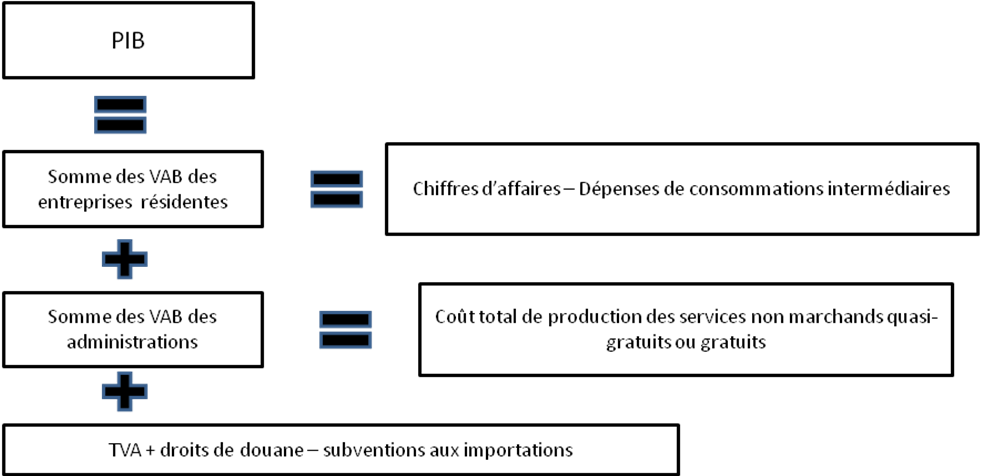 PIB
Somme des VAB des
entreprises résidentes
Chiffres d’affaires – Dépenses de consommations intermédiaires
Somme des VAB des
administrations
Coût total de production des services non marchands quasi-
gratuits ou gratuits
TVA + droits de douane – subventions aux importations